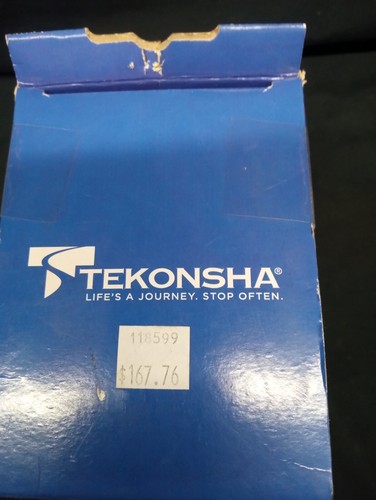 TEKONSHA®
LIFE'S A JOURNEY. STOP OFTEN.
118599
$167.76